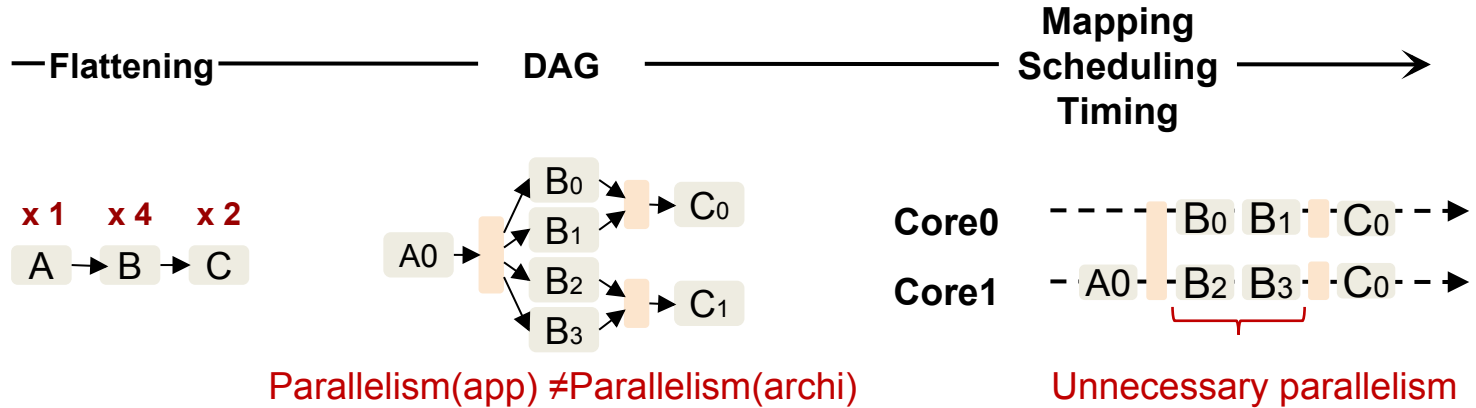 Flattening
DAG
Mapping
Scheduling
Timing
x 1 x 4 x 2
A B C
A0
B0
B1
B2
B3
C0
C1
Core0 B0 B1 C0
Core1 A0 B2 B3 C0
Parallelism(app) ≠Parallelism(archi)
Unnecessary parallelism